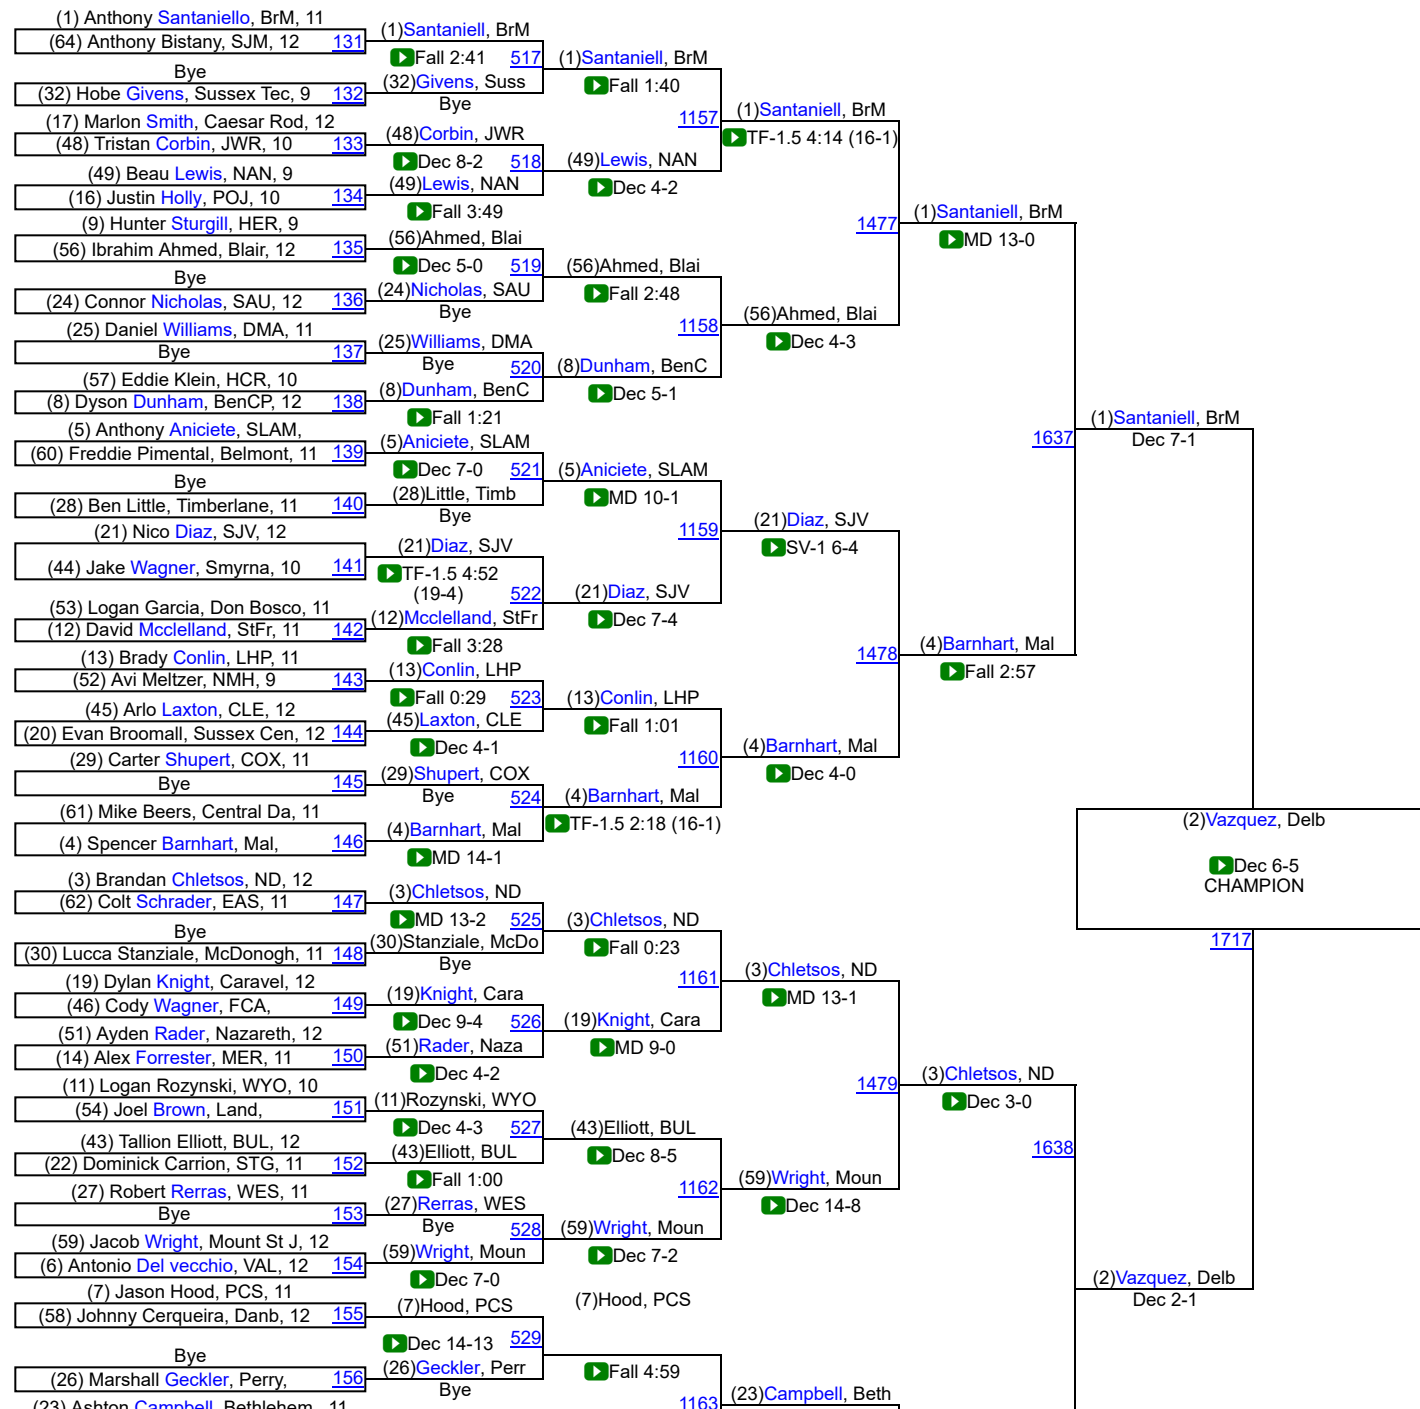 (1) Anthony Santaniello, BrM, 11
(64) Anthony Bistany, SJM, 12 131
Bye
(32) Hobe Givens, Sussex Tec, 9 132
(17) Marlon Smith, Caesar Rod, 12
(48) Tristan Corbin, JWR, 10 133
(49) Beau Lewis, NAN, 9
(16) Justin Holly, POJ, 10 134
(9) Hunter Sturgill, HER, 9
(56) Ibrahim Ahmed, Blair, 12 135
Bye
(24) Connor Nicholas, SAU, 12 136
(25) Daniel Williams, DMA, 11
Bye 137
(57) Eddie Klein, HCR, 10
(8) Dyson Dunham, BenCP, 12 138
(5) Anthony Aniciete, SLAM,
(60) Freddie Pimental, Belmont, 11 139
Bye
(28) Ben Little, Timberlane, 11 140
(21) Nico Diaz, SJV, 12
(44) Jake Wagner, Smyrna, 10 141
(53) Logan Garcia, Don Bosco, 11
(12) David Mcclelland, StFr, 11 142
(13) Brady Conlin, LHP, 11
(52) Avi Meltzer, NMH, 9 143
(45) Arlo Laxton, CLE, 12
(20) Evan Broomall, Sussex Cen, 12 144
(29) Carter Shupert, COX, 11
Bye 145
(61) Mike Beers, Central Da, 11
(4) Spencer Barnhart, Mal, 146
(3) Brandan Chletsos, ND, 12
(62) Colt Schrader, EAS, 11 147
Bye
(30) Lucca Stanziale, McDonogh, 11 148
(19) Dylan Knight, Caravel, 12
(46) Cody Wagner, FCA, 149
(51) Ayden Rader, Nazareth, 12
(14) Alex Forrester, MER, 11 150
(11) Logan Rozynski, WYO, 10
(54) Joel Brown, Land, 151
(43) Tallion Elliott, BUL, 12
(22) Dominick Carrion, STG, 11 152
(27) Robert Rerras, WES, 11
Bye 153
(59) Jacob Wright, Mount St J, 12
(6) Antonio Del vecchio, VAL, 12 154
(7) Jason Hood, PCS, 11
(58) Johnny Cerqueira, Danb, 12 155
Bye
(26) Marshall Geckler, Perry, 156
(23) Ashton Campbell, Bethlehem, 11
(1)Santaniell, BrM
Fall 2:41 517
(32)Givens, Suss
Bye
(48)Corbin, JWR
Dec 8-2 518
(49)Lewis, NAN
Fall 3:49
(56)Ahmed, Blai
Dec 5-0 519
(24)Nicholas, SAU
Bye
(25)Williams, DMA
Bye 520
(8)Dunham, BenC
Fall 1:21
(5)Aniciete, SLAM
Dec 7-0 521
(28)Little, Timb
Bye
(21)Diaz, SJV
TF-1.5 4:52
(19-4) 522
(12)Mcclelland, StFr
Fall 3:28
(13)Conlin, LHP
Fall 0:29 523
(45)Laxton, CLE
Dec 4-1
(29)Shupert, COX
Bye 524
(4)Barnhart, Mal
MD 14-1
(3)Chletsos, ND
MD 13-2 525
(30)Stanziale, McDo
Bye
(19)Knight, Cara
Dec 9-4 526
(51)Rader, Naza
Dec 4-2
(11)Rozynski, WYO
Dec 4-3 527
(43)Elliott, BUL
Fall 1:00
(27)Rerras, WES
Bye 528
(59)Wright, Moun
Dec 7-0
(7)Hood, PCS
Dec 14-13 529
(26)Geckler, Perr
Bye
(1)Santaniell, BrM
Fall 1:40
1157
(49)Lewis, NAN
Dec 4-2
(56)Ahmed, Blai
Fall 2:48
1158
(8)Dunham, BenC
Dec 5-1
(5)Aniciete, SLAM
MD 10-1
1159
(21)Diaz, SJV
Dec 7-4
(13)Conlin, LHP
Fall 1:01
1160
(4)Barnhart, Mal
TF-1.5 2:18 (16-1)
(3)Chletsos, ND
Fall 0:23
1161
(19)Knight, Cara
MD 9-0
(43)Elliott, BUL
Dec 8-5
1162
(59)Wright, Moun
Dec 7-2
(7)Hood, PCS
Fall 4:59
1163
(1)Santaniell, BrM
TF-1.5 4:14 (16-1)
1477
(56)Ahmed, Blai
Dec 4-3
(21)Diaz, SJV
SV-1 6-4
1478
(4)Barnhart, Mal
Dec 4-0
(3)Chletsos, ND
MD 13-1
1479
(59)Wright, Moun
Dec 14-8
(23)Campbell, Beth
(1)Santaniell, BrM
MD 13-0
1637
(4)Barnhart, Mal
Fall 2:57
(3)Chletsos, ND
Dec 3-0
1638
(1)Santaniell, BrM
Dec 7-1
(2)Vazquez, Delb
Dec 6-5
CHAMPION
1717
(2)Vazquez, Delb
Dec 2-1